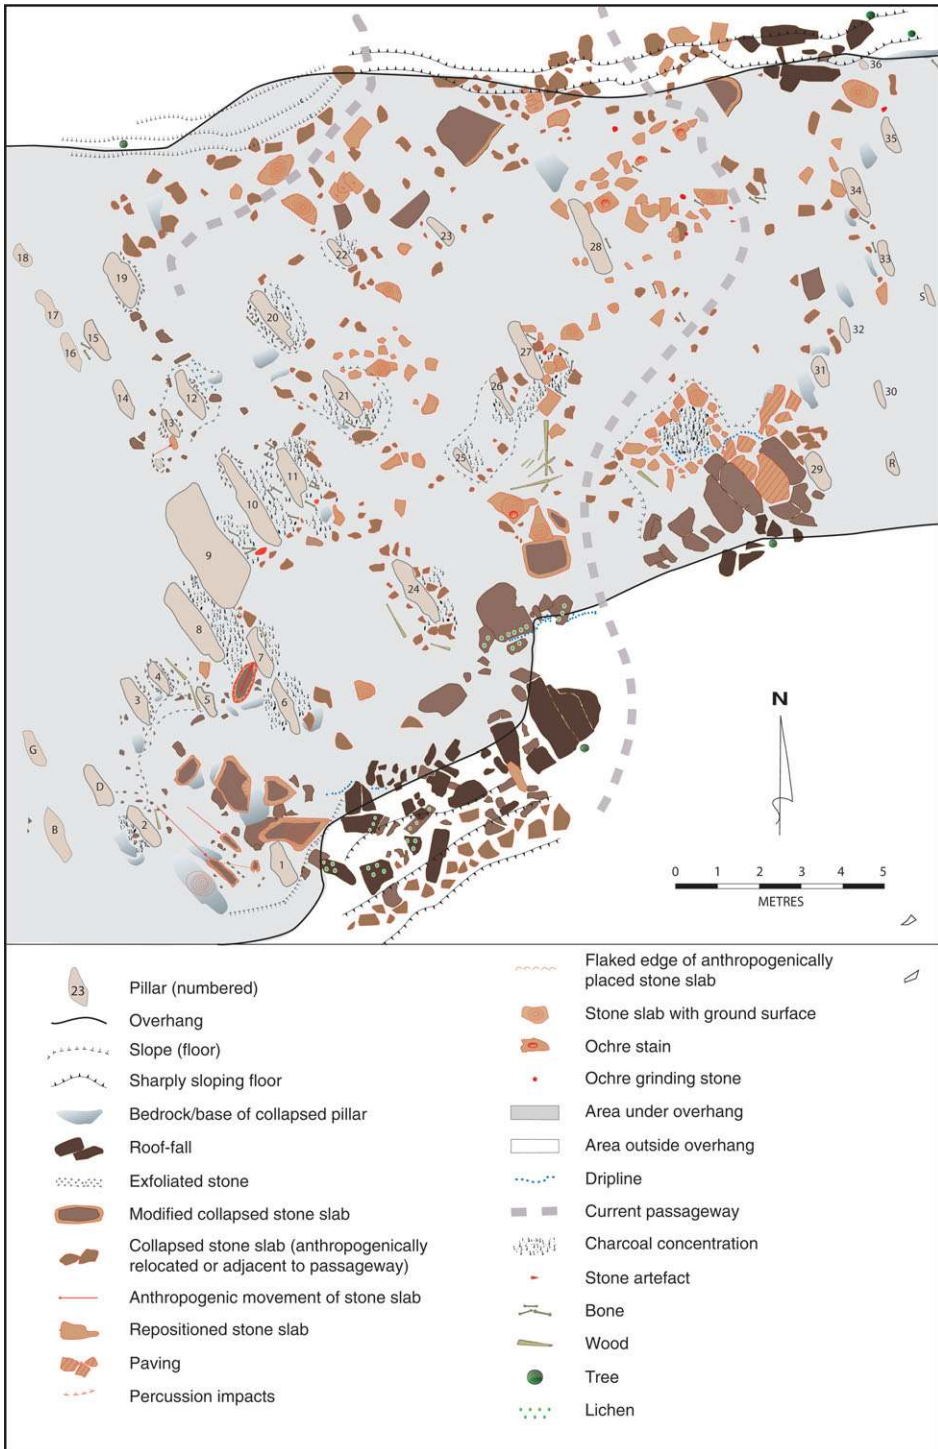 36
35
34
33
S
32
31
30
29
R
28
27
26
25
24
23
22
21
20
19
18
17
16
15
14
13
12
11
10
9
8
7
6
5
4
3
2
1
G
D
B
N
0 1 2 3 4 5
METRES
23
Pillar (numbered)
Overhang
Slope (floor)
Sharply sloping floor
Bedrock/base of collapsed pillar
Roof-fall
Exfoliated stone
Modified collapsed stone slab
Collapsed stone slab (anthropogenically
relocated or adjacent to passageway)
Anthropogenic movement of stone slab
Repositioned stone slab
Paving
Percussion impacts
Flaked edge of anthropogenically
placed stone slab
Stone slab with ground surface
Ochre stain
Ochre grinding stone
Area under overhang
Area outside overhang
Dripline
Current passageway
Charcoal concentration
Stone artefact
Bone
Wood
Tree
Lichen